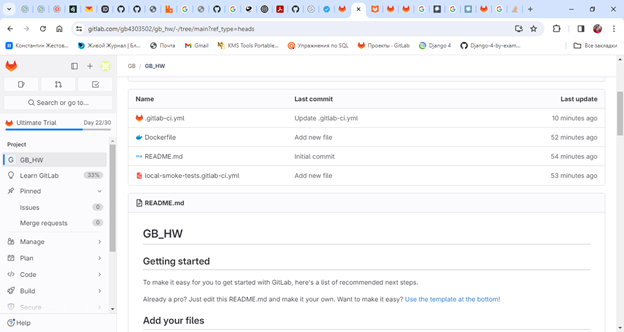 gitlab.com/gb4303502/gb_hw/-/tree/main?ref_type=heads
Константин Жестов... Живой Журнал | Бл... Почта Gmail KMS Tools Portable... Упражнения по SQL Проекты · GitLab Django 4 Django-4-by-exam... Все закладки
GB / GB_HW
Search or go to...
Ultimate Trial Day 22/30
Project
G GB_HW
Learn GitLab 33%
Pinned
Issues 0
Merge requests 0
Manage
Plan
Code
Build
Secure
Help
Name Last commit Last update
.gitlab-ci.yml Update .gitlab-ci.yml 10 minutes ago
Dockerfile Add new file 52 minutes ago
README.md Initial commit 54 minutes ago
local-smoke-tests.gitlab-ci.yml Add new file 53 minutes ago
README.md
GB_HW
Getting started
To make it easy for you to get started with GitLab, here's a list of recommended next steps.
Already a pro? Just edit this README.md and make it your own. Want to make it easy? Use the template at the bottom!
Add your files